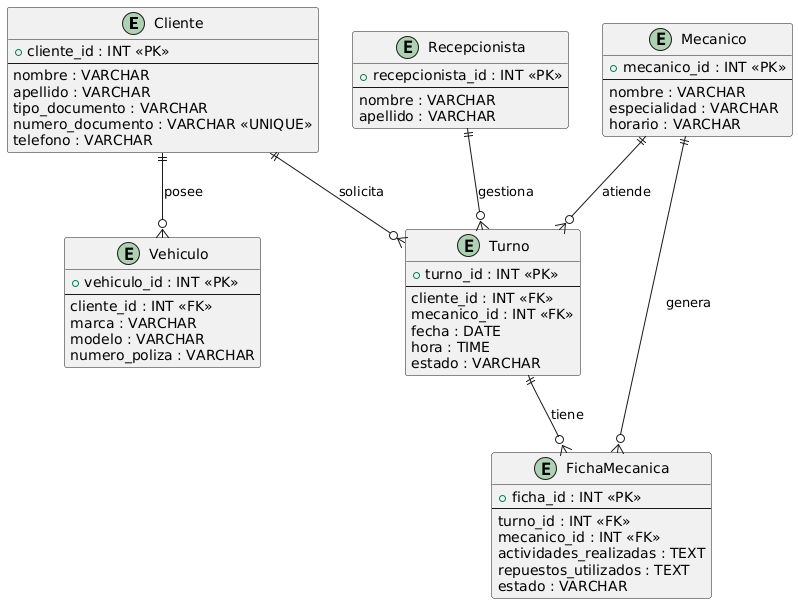 E Cliente
cliente_id : INT «PK»
nombre : VARCHAR
apellido : VARCHAR
tipo_documento : VARCHAR
numero_documento : VARCHAR «UNIQUE»
telefono : VARCHAR
E Recepcionista
recepcionista_id : INT «PK»
nombre : VARCHAR
apellido : VARCHAR
E Mecanico
mecanico_id : INT «PK»
nombre : VARCHAR
especialidad : VARCHAR
horario : VARCHAR
posee
solicita
gestiona
atiende
E Vehiculo
vehiculo_id : INT «PK»
cliente_id : INT «FK»
marca : VARCHAR
modelo : VARCHAR
numero_poliza : VARCHAR
E Turno
turno_id : INT «PK»
cliente_id : INT «FK»
mecanico_id : INT «FK»
fecha : DATE
hora : TIME
estado : VARCHAR
genera
tiene
E FichaMecanica
ficha_id : INT «PK»
turno_id : INT «FK»
mecanico_id : INT «FK»
actividades_realizadas : TEXT
repuestos_utilizados : TEXT
estado : VARCHAR